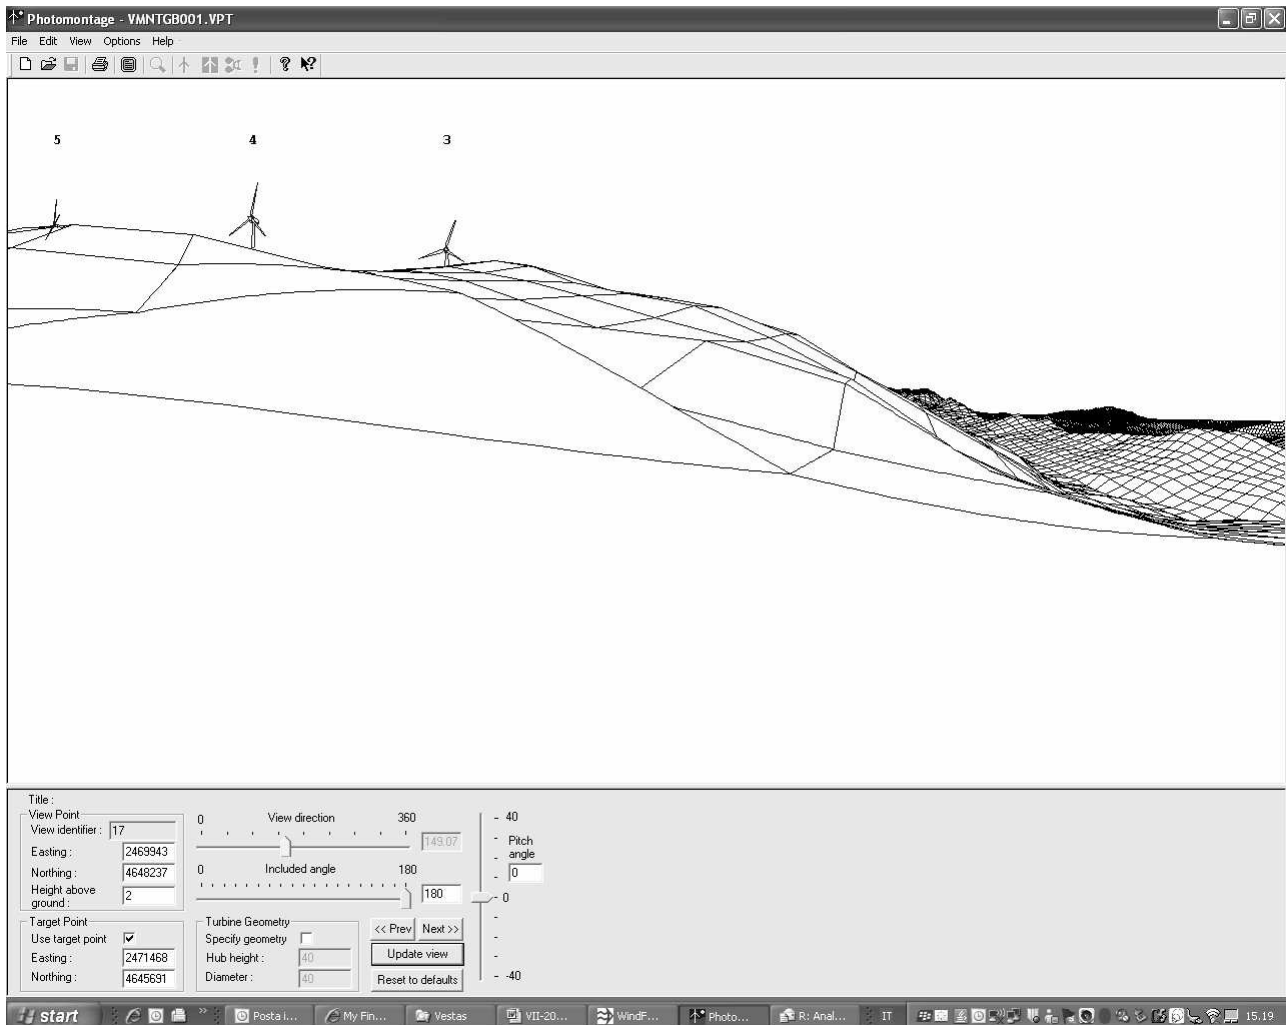 Photomontage - VMNTGB001.VPT
File Edit View Options Help
5 4 3
Title :
View Point
View identifier : 17
Easting : 2469943
Northing : 4648237
Height above ground : 2
Target Point
Use target point
Easting : 2471468
Northing : 4645691
0 View direction 360
149.07
0 Included angle 180
180
Turbine Geometry
Specify geometry
Hub height : 40
Diameter : 40
<< Prev Next >>
Update view
Reset to defaults
40
Pitch angle
0
0
-40
start Posta i... My Fin... Vestas VII-20... WindF... Photo... R: Anal... IT 15.19